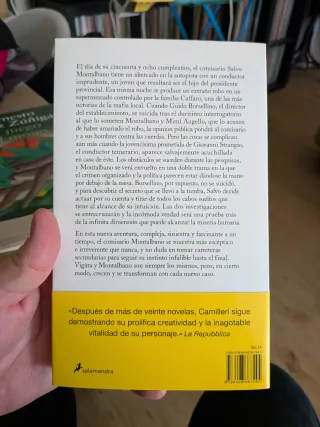 El día de su cincuenta y ocho cumpleaños, el comisario Salvo
Montalbano tiene un altercado en la autopista con un conductor
imprudente, un joven que resultará ser el hijo del presidente
provincial. Esa misma noche se produce un extraño robo en un
supermercado controlado por la familia Cuffaro, una de las más
notorias de la mafia local. Cuando Guido Borsellino, el director
del establecimiento, se suicida tras el durísimo interrogatorio
al que lo someten Montalbano y Mimì Augello, que lo acusan
de haber amañado el robo, la opinión pública pondrá al comisario
y a sus hombres contra las cuerdas. Pero las cosas se complican
aún más cuando la jovencísima prometida de Giovanni Strangio,
el conductor temerario, aparece salvajemente acuchillada
en casa de éste. Los obstáculos se suceden durante las pesquisas,
y Montalbano se verá envuelto en una doble trama en la que
el crimen organizado y la política parecen estar dándose la mano
por debajo de la mesa. Borsellino, por supuesto, no se suicidó,
y para descubrir el secreto que se llevó a la tumba, Salvo decide
actuar por su cuenta y tirar de todos los cabos sueltos que
tiene al alcance de su intuición. Las dos investigaciones
se entrecruzarán y la incómoda verdad será una prueba más
de la infinita dimensión que puede alcanzar la miseria humana.
En esta nueva aventura, compleja, siniestra y fascinante a un
tiempo, el comisario Montalbano se muestra más escéptico
e irreverente que nunca, y no duda en tomar carreteras
secundarias para seguir su instinto infalible hasta el final.
Vigàta y Montalbano son siempre los mismos, pero, en cierto
modo, crecen y se transforman con cada nuevo caso.
«Después de más de veinte novelas, Camilleri sigue
demostrando su prolífica creatividad y la inagotable
vitalidad de su personaje.» La Repubblica
salamandra